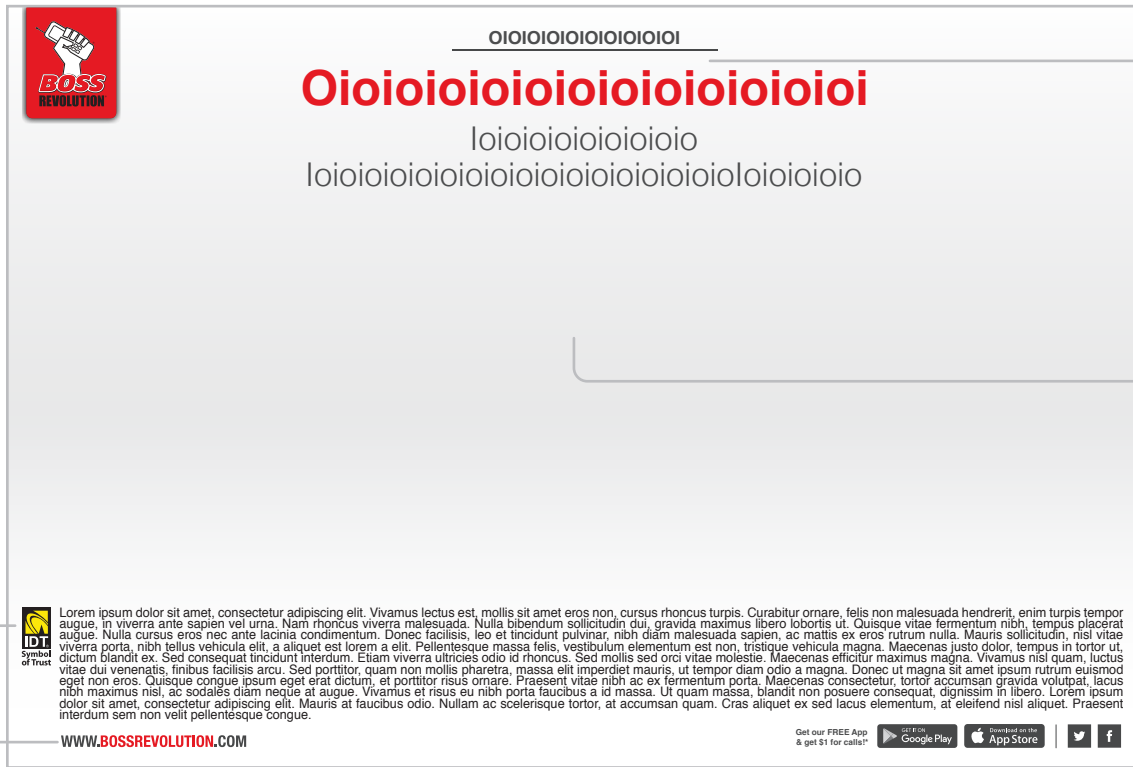 OIOIOIOIOIOIOIOIOIOI
BOSS
REVOLUTION
Oioioioioioioioioioioioioi
Ioioioioioioioio
IoioioioioioioioioioioioioioioioioioIoioioioio
Lorem ipsum dolor sit amet, consectetur adipiscing elit. Vivamus lectus est, mollis sit amet eros non, cursus rhoncus turpis. Curabitur ornare, felis non malesuada hendrerit, enim turpis tempor
augue, in viverra ante sapien vel urna. Nam rhoncus viverra malesuada. Nulla bibendum sollicitudin dui, gravida maximus libero lobortis ut. Quisque vitae fermentum nibh, tempus placerat
augue. Nulla cursus eros nec ante lacinia condimentum. Donec facilisis, leo et tincidunt pulvinar, nibh diam malesuada sapien, ac mattis ex eros rutrum nulla. Mauris sollicitudin, nisl vitae
viverra porta, nibh tellus vehicula elit, a aliquet est lorem a elit. Pellentesque massa felis, vestibulum elementum est non, tristique vehicula magna. Maecenas justo dolor, tempus in tortor ut,
dictum blandit ex. Sed consequat tincidunt interdum. Etiam viverra ultricies odio id rhoncus. Sed mollis sed orci vitae molestie. Maecenas efficitur maximus magna. Vivamus nisl quam, luctus
vitae dui venenatis, finibus facilisis arcu. Sed porttitor, quam non mollis pharetra, massa elit imperdiet mauris, ut tempor diam odio a magna. Donec ut magna sit amet ipsum rutrum euismod
eget non eros. Quisque congue ipsum eget erat dictum, et porttitor risus ornare. Praesent vitae nibh ac ex fermentum porta. Maecenas consectetur, tortor accumsan gravida volutpat, lacus
nibh maximus nisl, ac sodales diam neque at augue. Vivamus et risus eu nibh porta faucibus a id massa. Ut quam massa, blandit non posuere consequat, dignissim in libero. Lorem ipsum
dolor sit amet, consectetur adipiscing elit. Mauris at faucibus odio. Nullam ac scelerisque tortor, at accumsan quam. Cras aliquet ex sed lacus elementum, at eleifend nisl aliquet. Praesent
interdum sem non velit pellentesque congue.
IDT
Symbol
of Trust
WWW.BOSSREVOLUTION.COM
Get our FREE App
& get $1 for calls!*
GET IT ON
Google Play
Download on the
App Store